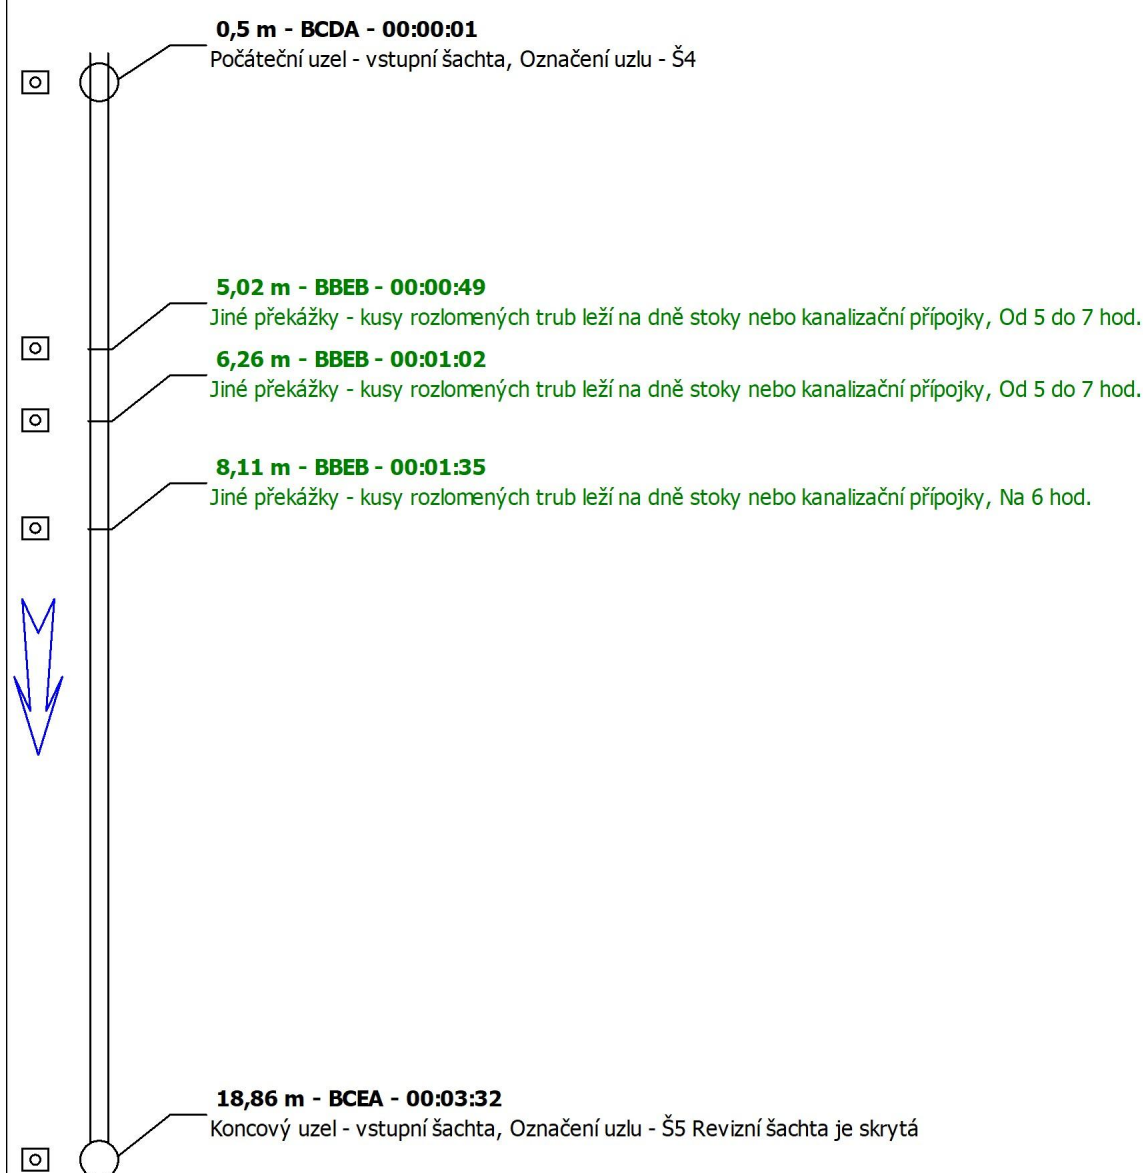 0,5 m - BCDA - 00:00:01
Počáteční uzel - vstupní šachta, Označení uzlu - Š4
5,02 m - BBEB - 00:00:49
Jiné překážky - kusy rozlomených trub leží na dně stoky nebo kanalizační přípojky, Od 5 do 7 hod.
6,26 m - BBEB - 00:01:02
Jiné překážky - kusy rozlomených trub leží na dně stoky nebo kanalizační přípojky, Od 5 do 7 hod.
8,11 m - BBEB - 00:01:35
Jiné překážky - kusy rozlomených trub leží na dně stoky nebo kanalizační přípojky, Na 6 hod.
18,86 m - BCEA - 00:03:32
Koncový uzel - vstupní šachta, Označení uzlu - Š5 Revizní šachta je skrytá